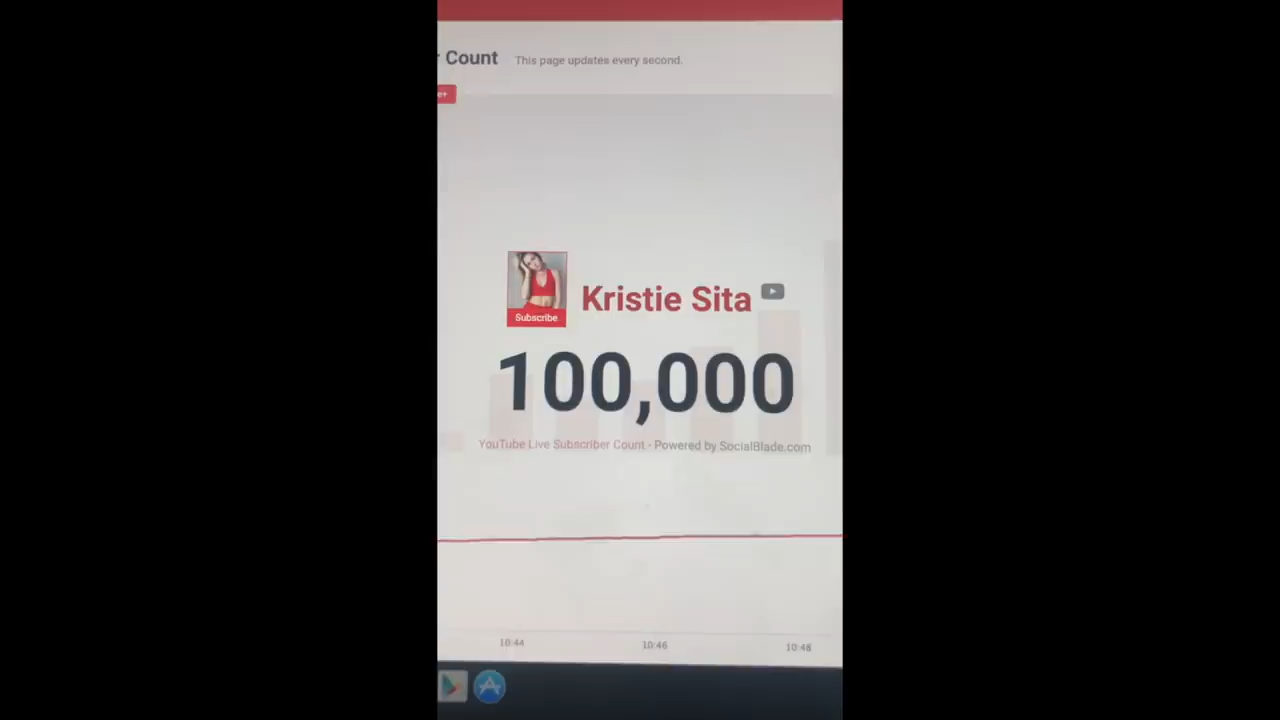 r Count This page updates every second.
e+
Subscribe
Kristie Sita
100,000
YouTube Live Subscriber Count - Powered by SocialBlade.com
10:44 10:46 10:48